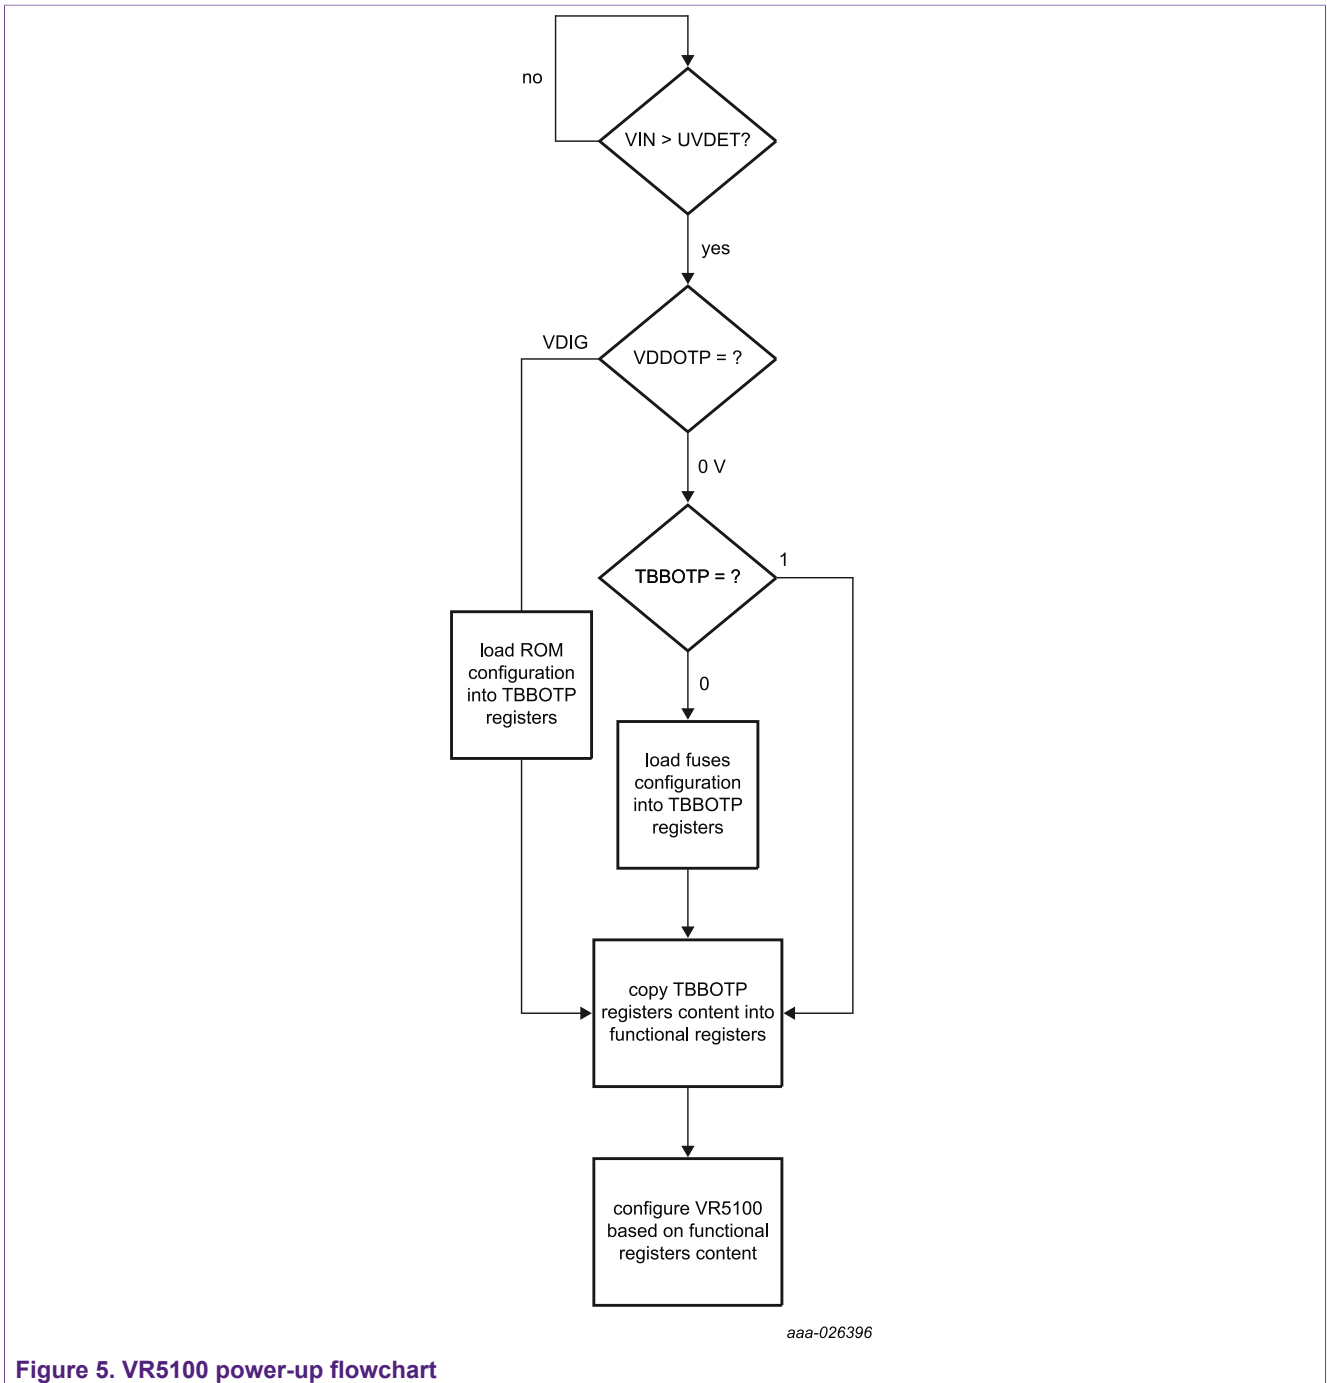 no
VIN > UVDET?
yes
VDIG
VDDOTP = ?
0 V
1
TBBOTP = ?
load ROM
configuration
into TBBOTP
registers
0
load fuses
configuration
into TBBOTP
registers
copy TBBOTP
registers content into
functional registers
configure VR5100
based on functional
registers content
aaa-026396
Figure 5. VR5100 power-up flowchart